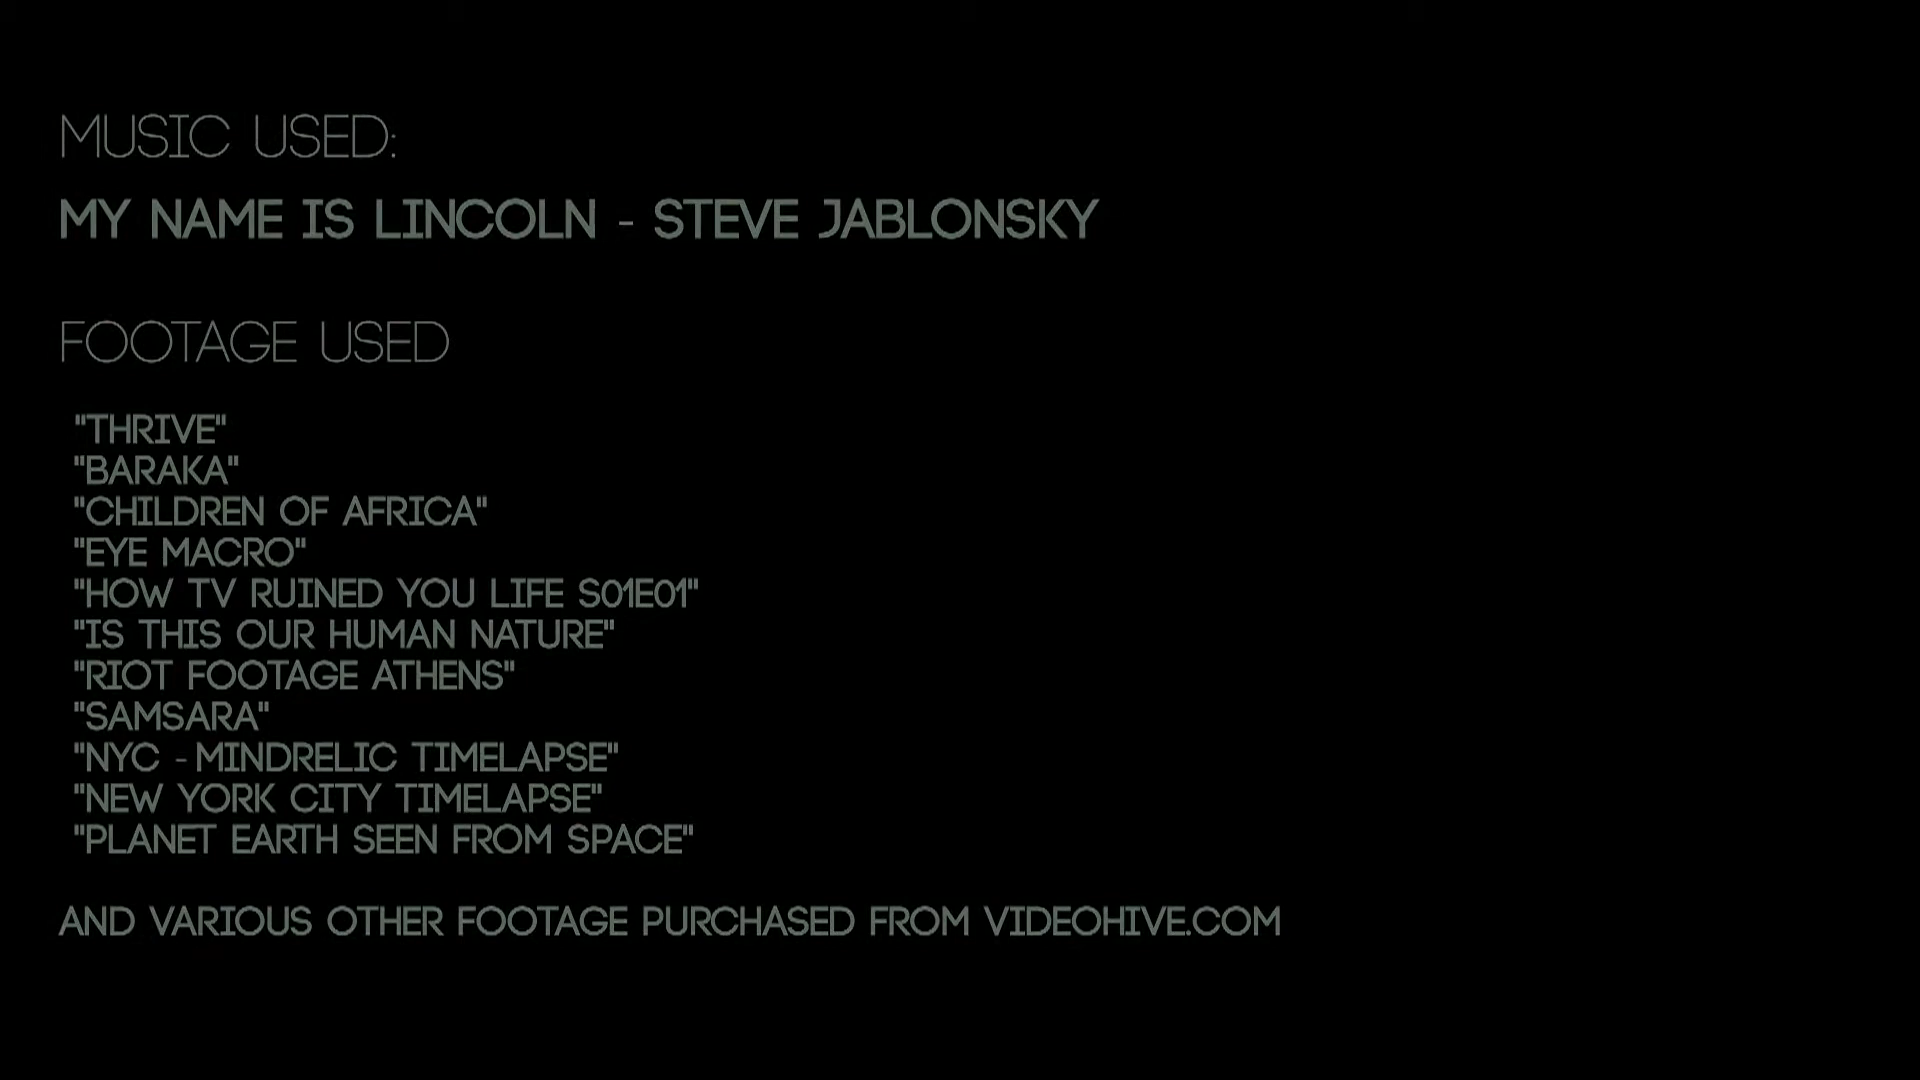 MUSIC USED:
MY NAME IS LINCOLN - STEVE JABLONSKY
FOOTAGE USED
"THRIVE"
"BARAKA"
"CHILDREN OF AFRICA"
"EYE MACRO"
"HOW TV RUINED YOU LIFE S01E01"
"IS THIS OUR HUMAN NATURE"
"RIOT FOOTAGE ATHENS"
"SAMSARA"
"NYC - MINDRELIC TIMELAPSE"
"NEW YORK CITY TIMELAPSE"
"PLANET EARTH SEEN FROM SPACE"
AND VARIOUS OTHER FOOTAGE PURCHASED FROM VIDEOHIVE.COM